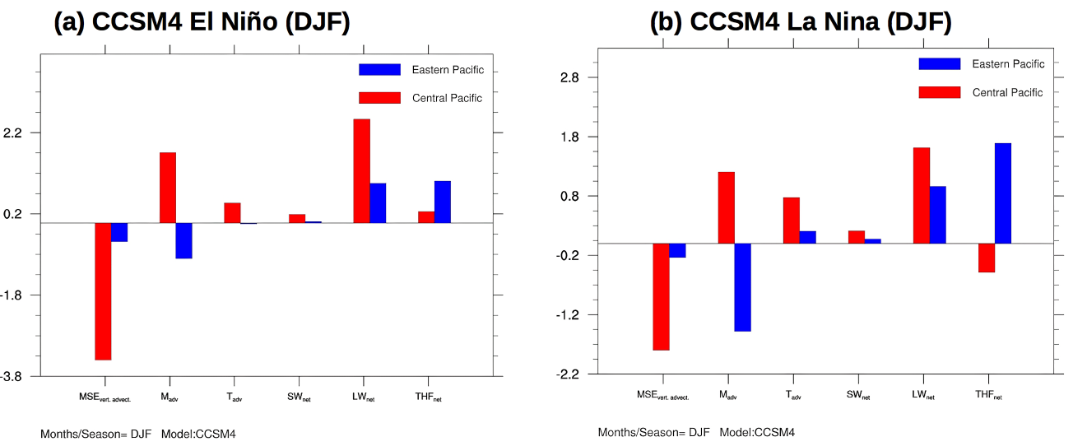 (a) CCSM4 El Niño (DJF)
Eastern Pacific
Central Pacific
2.2
0.2
-1.8
-3.8
MSEvert. advect. Madv Tadv SWnet LWnet THFnet
Months/Season= DJF Model:CCSM4
(b) CCSM4 La Nina (DJF)
Eastern Pacific
Central Pacific
2.8
1.8
0.8
-0.2
-1.2
-2.2
MSEvert. advect. Madv Tadv SWnet LWnet THFnet
Months/Season= DJF Model:CCSM4